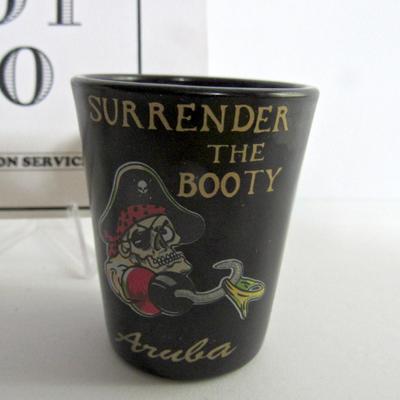 ON SERVIC
SURRENDER
THE
BOOTY
Aruba